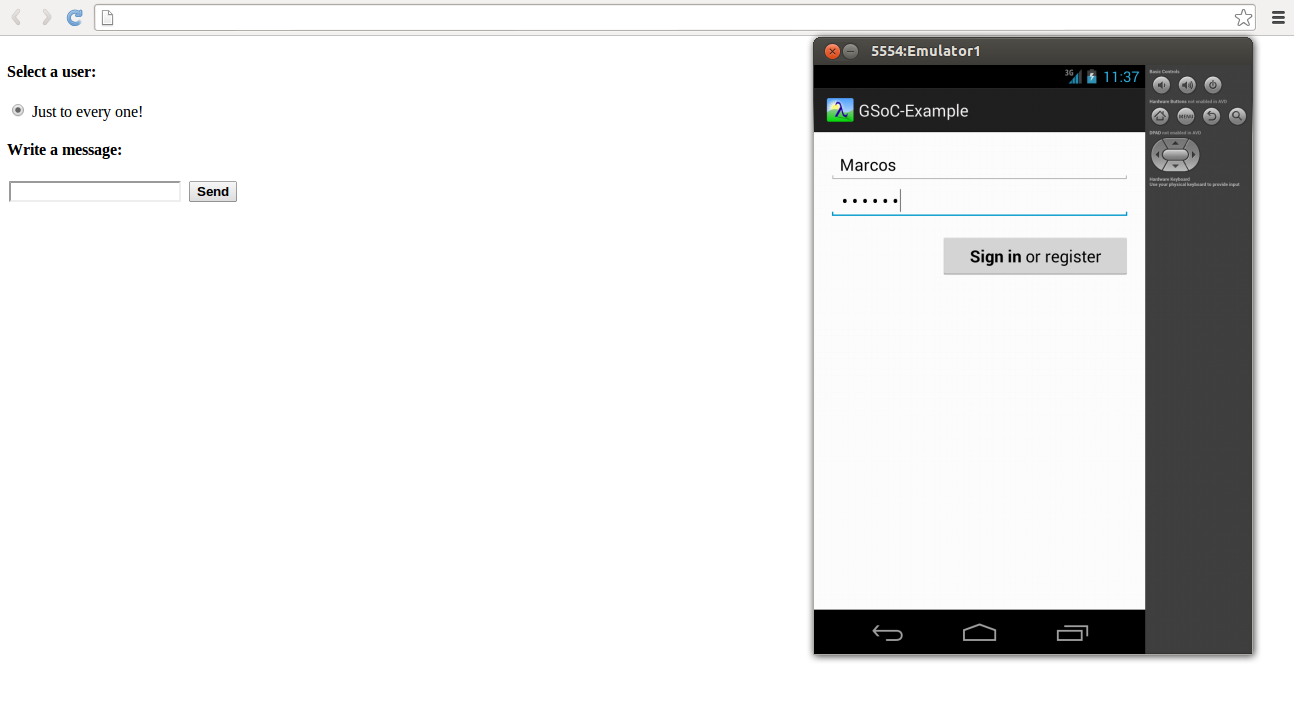 Select a user:
Just to every one!
Write a message:
Send
5554:Emulator1
3G 11:37
GSoC-Example
Marcos
••••••
Sign in or register
Basic Controls
Hardware Buttons not enabled in AVD
MENU
DPAD not enabled in AVD
Hardware Keyboard
Use your physical keyboard to provide input